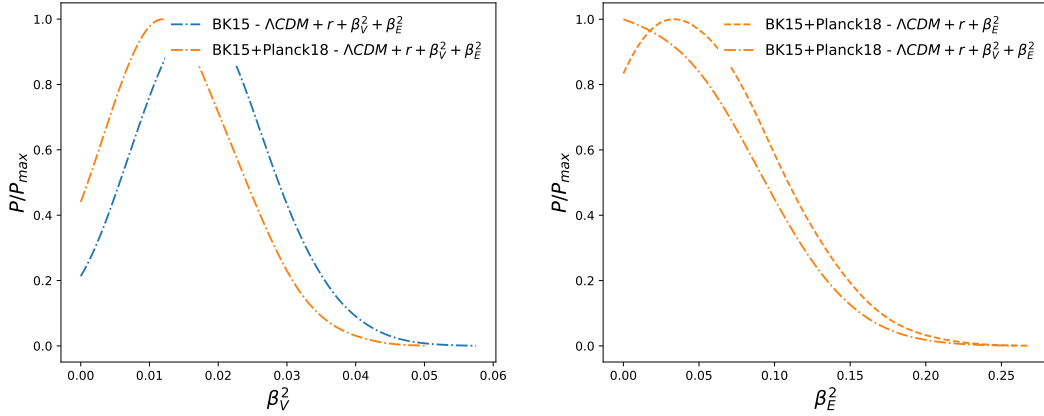 BK15 - ΛCDM + r + β_V^2 + β_E^2
BK15+Planck18 - ΛCDM + r + β_V^2 + β_E^2
P/P_max
1.0
0.8
0.6
0.4
0.2
0.0
0.00 0.01 0.02 0.03 0.04 0.05 0.06
β_V^2
BK15+Planck18 - ΛCDM + r + β_E^2
BK15+Planck18 - ΛCDM + r + β_V^2 + β_E^2
P/P_max
1.0
0.8
0.6
0.4
0.2
0.0
0.00 0.05 0.10 0.15 0.20 0.25
β_E^2